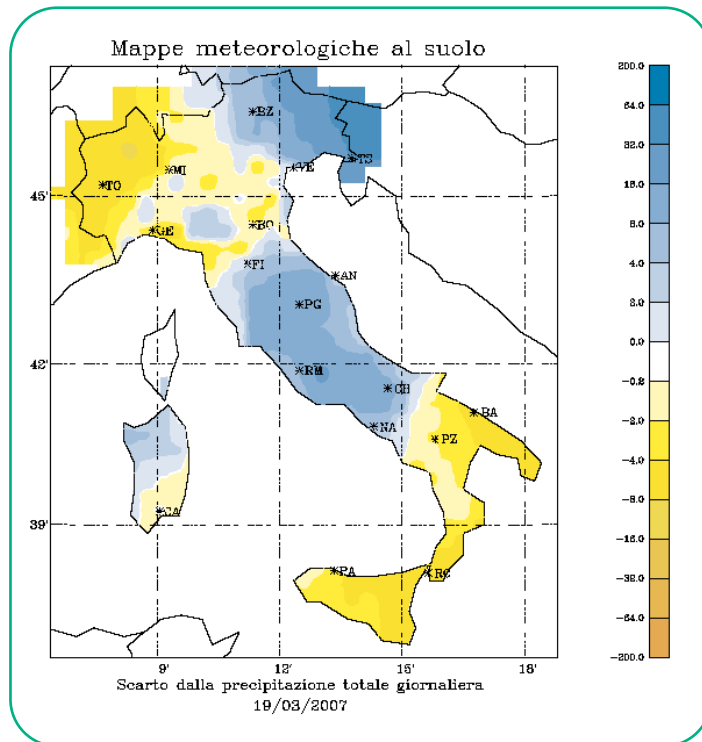 Mappe meteorologiche al suolo
200.0
64.0
32.0
16.0
8.0
4.0
2.0
0.0
-0.2
-2.0
-4.0
-8.0
-16.0
-32.0
-64.0
-200.0
*BZ
*TS
*VE
*MI
*TO
45'
*BO
*GE
*FI
*AN
*PG
42'
*RM
*CH
*BA
*NA
*PZ
*CA
39'
*PA
*RC
9' 12' 15' 18'
Scarto dalla precipitazione totale giornaliera
19/03/2007